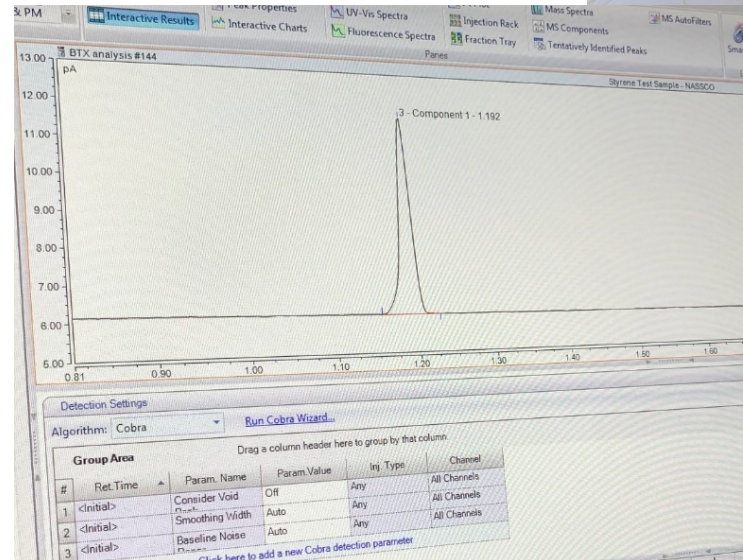 & PM
Interactive Results
Peak Properties
Interactive Charts
UV-Vis Spectra
Fluorescence Spectra
Injection Rack
Fraction Tray
Mass Spectra
MS Components
Tentatively Identified Peaks
MS AutoFilters
Panes
BTX analysis #144
Styrene Test Sample - NASSCO
pA
13.00
12.00
11.00
10.00
9.00
8.00
7.00
6.00
5.00
3 - Component 1 - 1.192
0.81 0.90 1.00 1.10 1.20 1.30 1.40 1.50 1.60
Detection Settings
Algorithm: Cobra Run Cobra Wizard...
Group Area Drag a column header here to group by that column.
# Ret.Time Param. Name Param.Value Inj. Type Channel
1 <Initial> Consider Void Off Any All Channels
2 <Initial> Smoothing Width Auto Any All Channels
3 <Initial> Baseline Noise Auto Any All Channels
Click here to add a new Cobra detection parameter